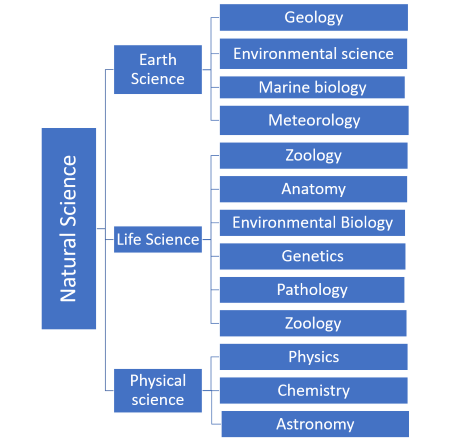 Natural Science
Earth
Science
Geology
Environmental science
Marine biology
Meteorology
Life Science
Zoology
Anatomy
Environmental Biology
Genetics
Pathology
Zoology
Physical
science
Physics
Chemistry
Astronomy